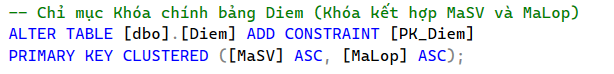 -- Chỉ mục Khóa chính bảng Diem (Khóa kết hợp MaSV và MaLop)
ALTER TABLE [dbo].[Diem] ADD CONSTRAINT [PK_Diem]
PRIMARY KEY CLUSTERED ([MaSV] ASC, [MaLop] ASC);